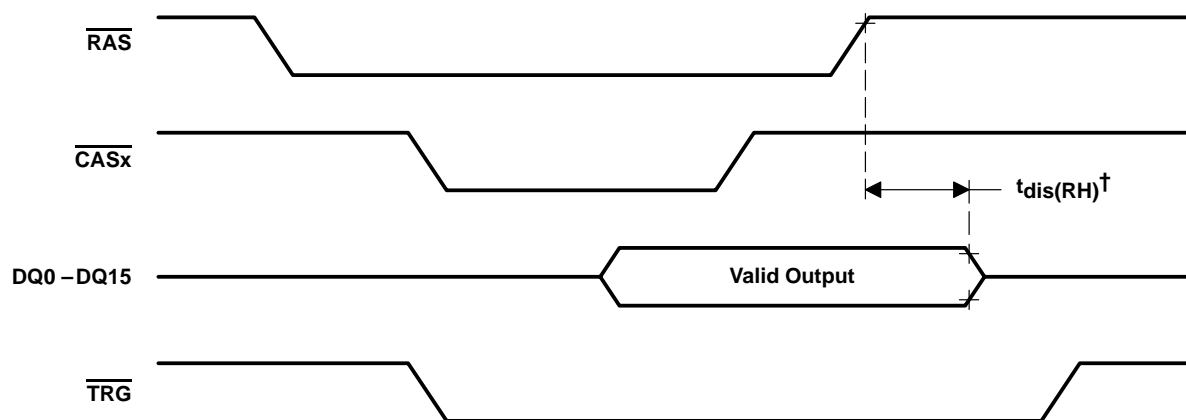 RAS
CASx
tdis(RH)†
DQ0 – DQ15
Valid Output
TRG